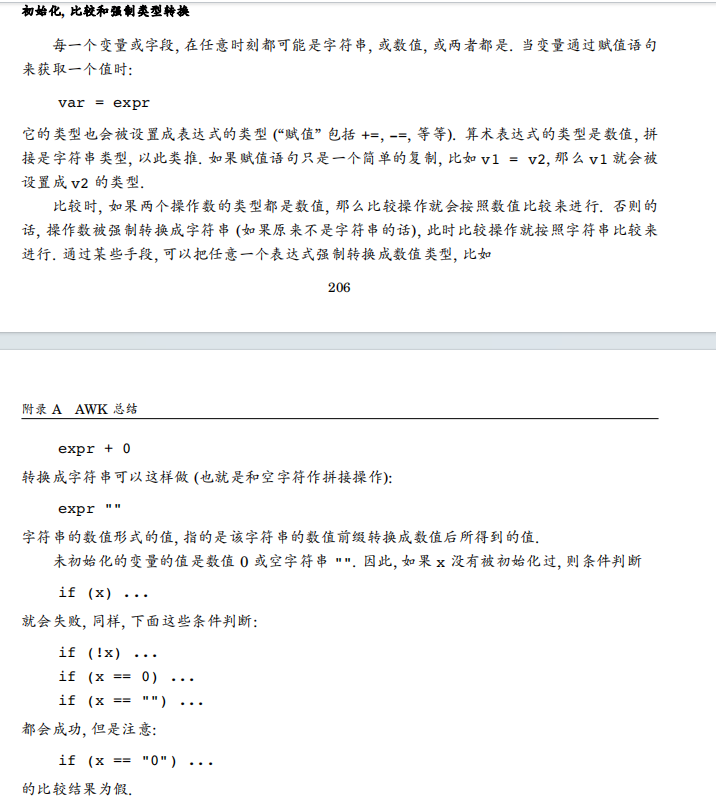 初始化, 比较和强制类型转换
每一个变量或字段, 在任意时刻都可能是字符串, 或数值, 或两者都是. 当变量通过赋值语句
来获取一个值时:
var = expr
它的类型也会被设置成表达式的类型 (“赋值” 包括 +=, -=, 等等). 算术表达式的类型是数值, 拼
接是字符串类型, 以此类推. 如果赋值语句只是一个简单的复制, 比如 v1 = v2, 那么 v1 就会被
设置成 v2 的类型.
比较时, 如果两个操作数的类型都是数值, 那么比较操作就会按照数值比较来进行. 否则的
话, 操作数被强制转换成字符串 (如果原来不是字符串的话), 此时比较操作就按照字符串比较来
进行. 通过某些手段, 可以把任意一个表达式强制转换成数值类型, 比如
206
附录 A AWK 总结
expr + 0
转换成字符串可以这样做 (也就是和空字符作拼接操作):
expr ""
字符串的数值形式的值, 指的是该字符串的数值前缀转换成数值后所得到的值.
未初始化的变量的值是数值 0 或空字符串 "". 因此, 如果 x 没有被初始化过, 则条件判断
if (x) ...
就会失败, 同样, 下面这些条件判断:
if (!x) ...
if (x == 0) ...
if (x == "") ...
都会成功, 但是注意:
if (x == "0") ...
的比较结果为假.